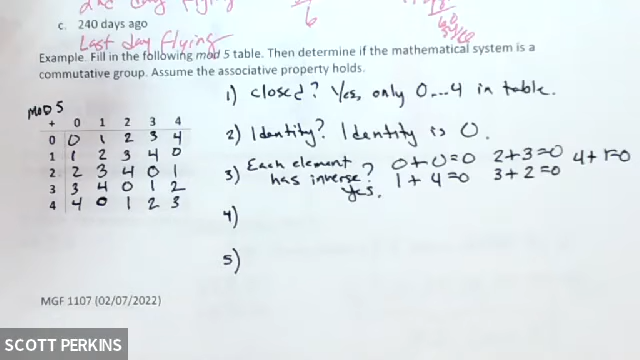 c. 240 days ago
Last day flying
Example. Fill in the following mod 5 table. Then determine if the mathematical system is a
commutative group. Assume the associative property holds.
MOD 5
+ 0 1 2 3 4
0 0 1 2 3 4
1 1 2 3 4 0
2 2 3 4 0 1
3 3 4 0 1 2
4 4 0 1 2 3
1) Closed? Yes, only 0...4 in table.
2) Identity? Identity is 0.
3) Each element has inverse? Yes.
0+0=0 2+3=0 4+1=0
1+4=0 3+2=0
4)
5)
MGF 1107 (02/07/2022)
SCOTT PERKINS